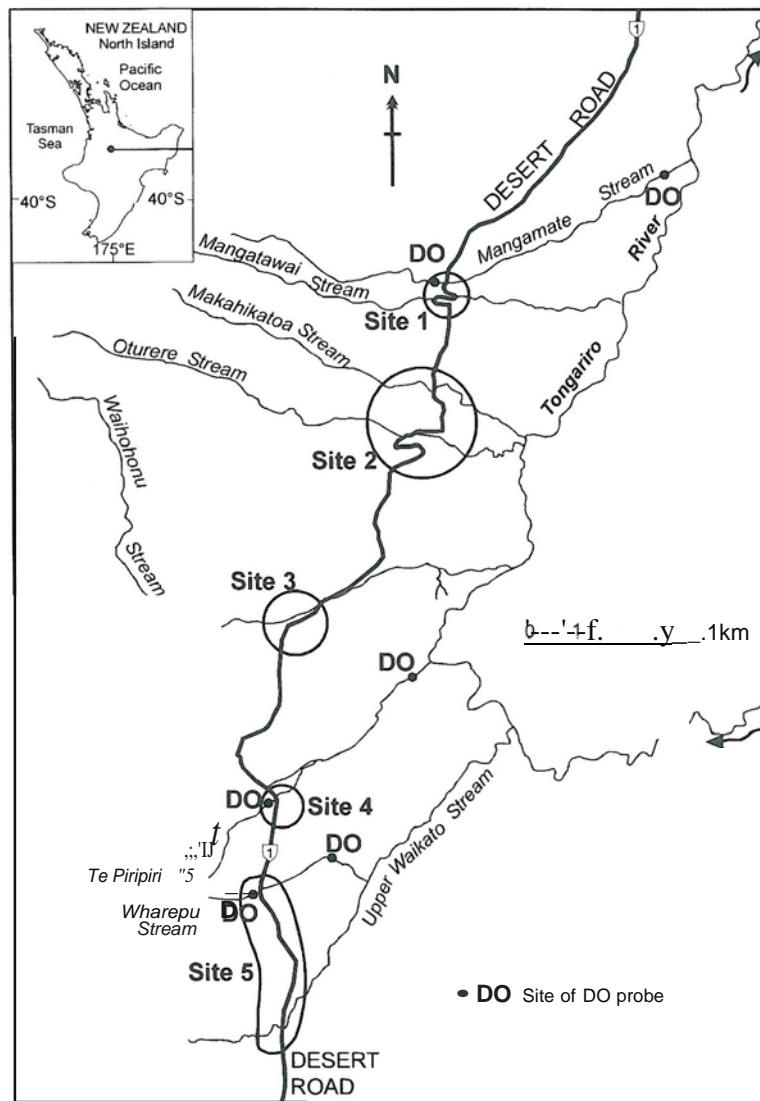 NEW ZEALAND
North Island
Pacific
Ocean
Tasman
Sea
40°S
40°S
175°E
1
N
DESERT ROAD
Mangamate Stream
DO
River
DO
Mangatawai Stream
Site 1
Makahikatoa Stream
Oturere Stream
Tongariro
Waihohonu
Stream
Site 2
Site 3
1km
DO
DO
Site 4
1
DO
Te Piripiri
Upper Waikato Stream
DO
Wharepu
Stream
Site 5
DO Site of DO probe
DESERT
ROAD